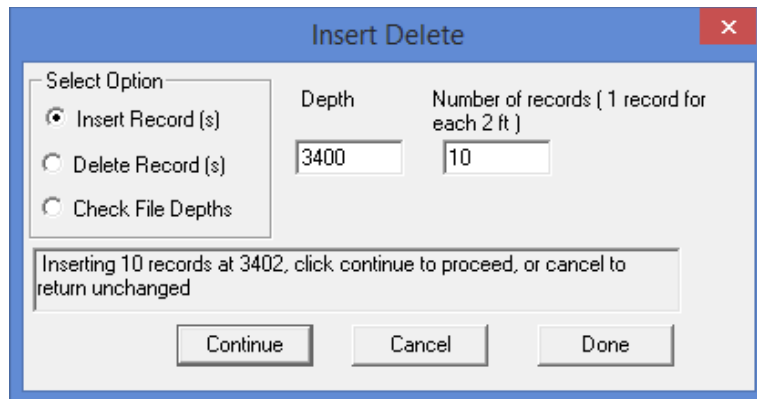 Insert Delete
×
Select Option
Insert Record (s)
Delete Record (s)
Check File Depths
Depth
3400
Number of records ( 1 record for
each 2 ft )
10
Inserting 10 records at 3402, click continue to proceed, or cancel to
return unchanged
Continue
Cancel
Done